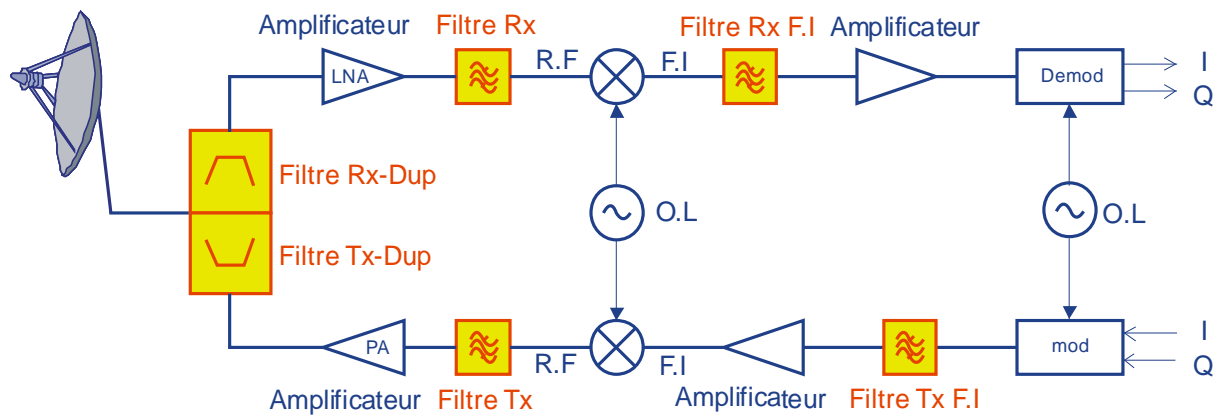 Amplificateur
Filtre Rx
Filtre Rx F.I
Amplificateur
LNA
R.F
F.I
Demod
I
Q
Filtre Rx-Dup
O.L
O.L
Filtre Tx-Dup
PA
R.F
F.I
mod
I
Q
Amplificateur
Filtre Tx
Amplificateur
Filtre Tx F.I